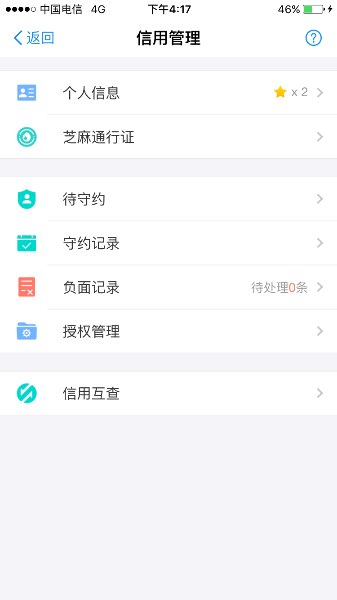 中国电信 4G 下午4:17 46%
返回 信用管理 ?
个人信息 x 2
芝麻通行证
待守约
守约记录
负面记录 待处理0条
授权管理
信用互查